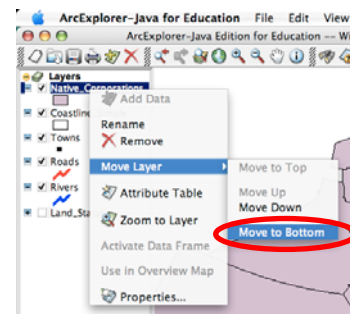 ArcExplorer-Java for Education File Edit View
ArcExplorer-Java Edition for Education -- Wi
Layers
Native_Corporations
Coastline
Towns
Roads
Rivers
Land_Sta
Add Data
Rename
Remove
Move Layer
Attribute Table
Zoom to Layer
Activate Data Frame
Use in Overview Map
Properties...
Move to Top
Move Up
Move Down
Move to Bottom